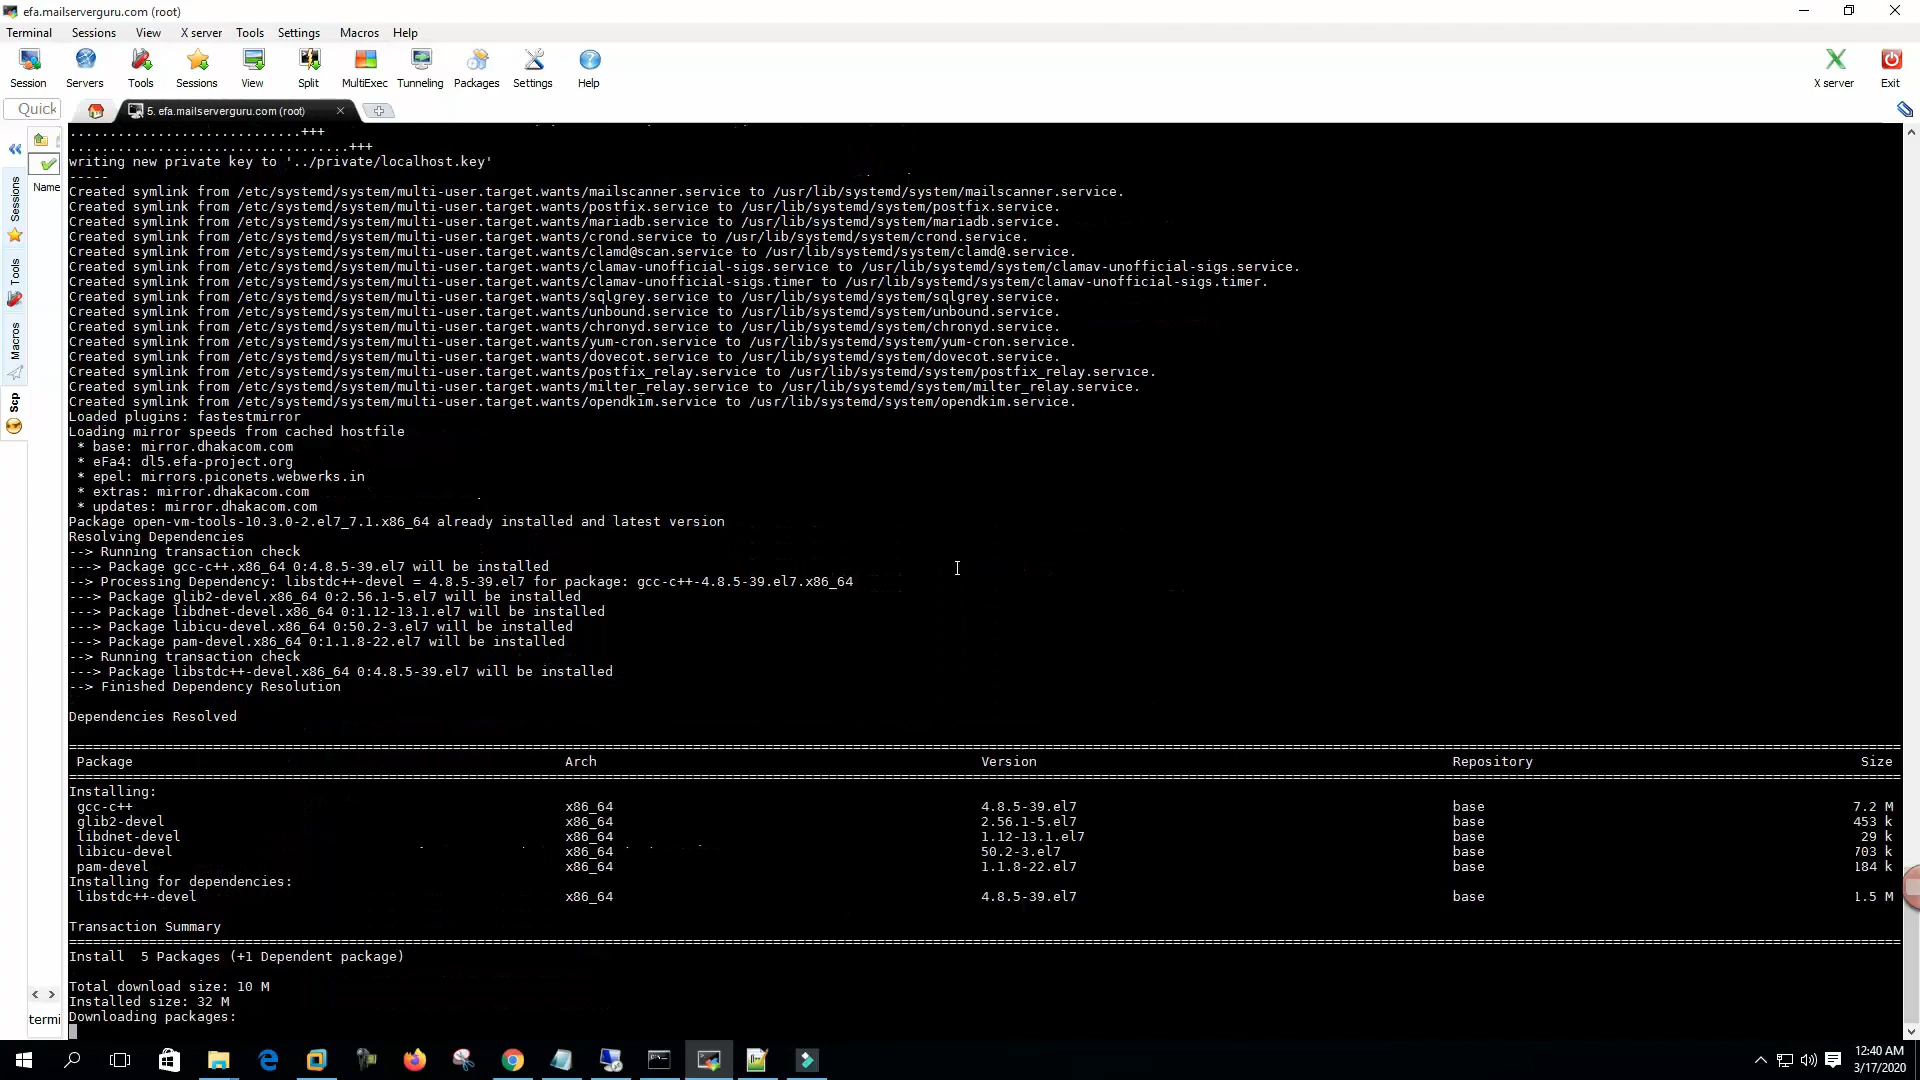 efa.mailserverguru.com (root)
Terminal Sessions View X server Tools Settings Macros Help
Session Servers Tools Sessions View Split MultiExec Tunneling Packages Settings Help X server Exit
Quick 5. efa.mailserverguru.com (root)
Name
Sessions
Tools
Macros
Scp
termi
............................+++
..................................+++
writing new private key to '../private/localhost.key'
-----
Created symlink from /etc/systemd/system/multi-user.target.wants/mailscanner.service to /usr/lib/systemd/system/mailscanner.service.
Created symlink from /etc/systemd/system/multi-user.target.wants/postfix.service to /usr/lib/systemd/system/postfix.service.
Created symlink from /etc/systemd/system/multi-user.target.wants/mariadb.service to /usr/lib/systemd/system/mariadb.service.
Created symlink from /etc/systemd/system/multi-user.target.wants/crond.service to /usr/lib/systemd/system/crond.service.
Created symlink from /etc/systemd/system/multi-user.target.wants/clamd@scan.service to /usr/lib/systemd/system/clamd@.service.
Created symlink from /etc/systemd/system/multi-user.target.wants/clamav-unofficial-sigs.service to /usr/lib/systemd/system/clamav-unofficial-sigs.service.
Created symlink from /etc/systemd/system/multi-user.target.wants/clamav-unofficial-sigs.timer to /usr/lib/systemd/system/clamav-unofficial-sigs.timer.
Created symlink from /etc/systemd/system/multi-user.target.wants/sqlgrey.service to /usr/lib/systemd/system/sqlgrey.service.
Created symlink from /etc/systemd/system/multi-user.target.wants/unbound.service to /usr/lib/systemd/system/unbound.service.
Created symlink from /etc/systemd/system/multi-user.target.wants/chronyd.service to /usr/lib/systemd/system/chronyd.service.
Created symlink from /etc/systemd/system/multi-user.target.wants/yum-cron.service to /usr/lib/systemd/system/yum-cron.service.
Created symlink from /etc/systemd/system/multi-user.target.wants/dovecot.service to /usr/lib/systemd/system/dovecot.service.
Created symlink from /etc/systemd/system/multi-user.target.wants/postfix_relay.service to /usr/lib/systemd/system/postfix_relay.service.
Created symlink from /etc/systemd/system/multi-user.target.wants/milter_relay.service to /usr/lib/systemd/system/milter_relay.service.
Created symlink from /etc/systemd/system/multi-user.target.wants/opendkim.service to /usr/lib/systemd/system/opendkim.service.
Loaded plugins: fastestmirror
Loading mirror speeds from cached hostfile
* base: mirror.dhakacom.com
* eFa4: dl5.efa-project.org
* epel: mirrors.piconets.webwerks.in
* extras: mirror.dhakacom.com
* updates: mirror.dhakacom.com
Package open-vm-tools-10.3.0-2.el7_7.1.x86_64 already installed and latest version
Resolving Dependencies
--> Running transaction check
---> Package gcc-c++.x86_64 0:4.8.5-39.el7 will be installed
--> Processing Dependency: libstdc++-devel = 4.8.5-39.el7 for package: gcc-c++-4.8.5-39.el7.x86_64
---> Package glib2-devel.x86_64 0:2.56.1-5.el7 will be installed
---> Package libdnet-devel.x86_64 0:1.12-13.1.el7 will be installed
---> Package libicu-devel.x86_64 0:50.2-3.el7 will be installed
---> Package pam-devel.x86_64 0:1.1.8-22.el7 will be installed
--> Running transaction check
---> Package libstdc++-devel.x86_64 0:4.8.5-39.el7 will be installed
--> Finished Dependency Resolution
Dependencies Resolved
Package Arch Version Repository Size
Installing:
gcc-c++ x86_64 4.8.5-39.el7 base 7.2 M
glib2-devel x86_64 2.56.1-5.el7 base 453 k
libdnet-devel x86_64 1.12-13.1.el7 base 29 k
libicu-devel x86_64 50.2-3.el7 base 703 k
pam-devel x86_64 1.1.8-22.el7 base 184 k
Installing for dependencies:
libstdc++-devel x86_64 4.8.5-39.el7 base 1.5 M
Transaction Summary
Install 5 Packages (+1 Dependent package)
Total download size: 10 M
Installed size: 32 M
Downloading packages:
12:40 AM
3/17/2020